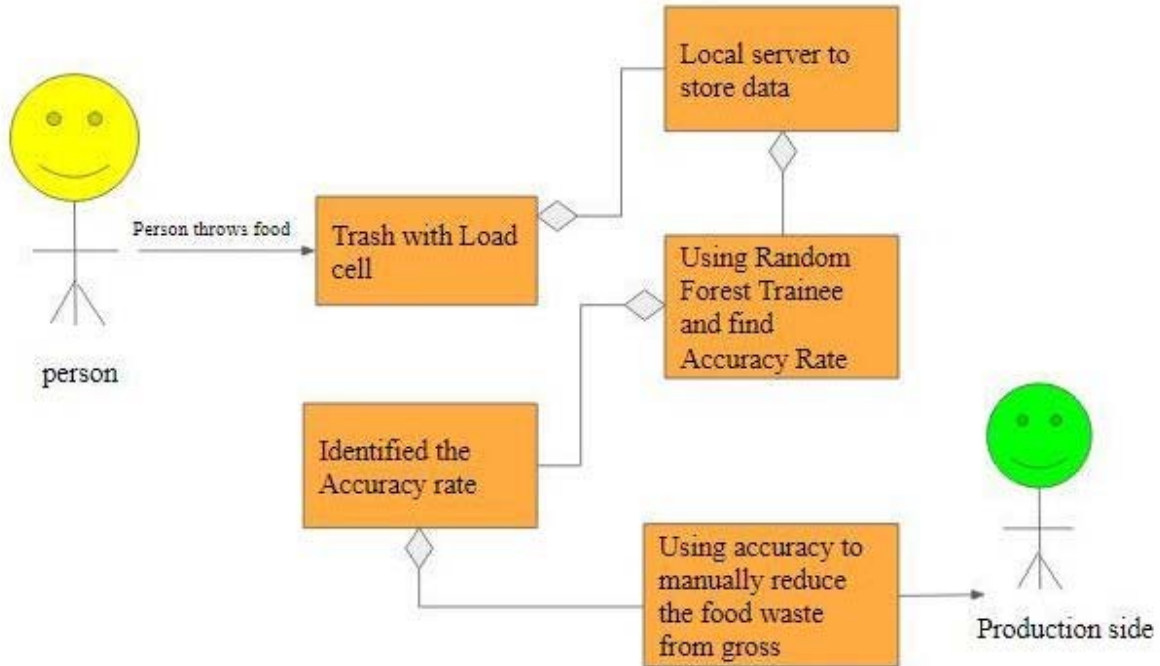 Local server to
store data
Person throws food
Trash with Load
cell
Using Random
Forest Trainee
and find
Accuracy Rate
person
Identified the
Accuracy rate
Using accuracy to
manually reduce
the food waste
from gross
Production side